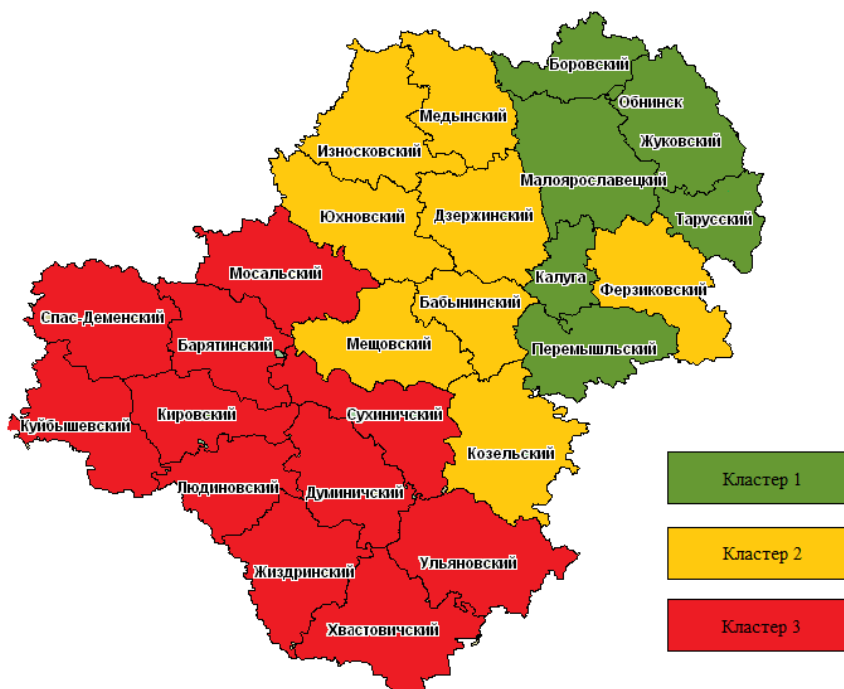 Боровский
Обнинск
Медынский
Жуковский
Износковский
Малоярославецкий
Юхновский
Дзержинский
Тарусский
Мосальский
Калуга
Ферзиковский
Бабынинский
Спас-Деменский
Барятинский
Мещовский
Перемышльский
Кировский
Сухиничский
Куйбышевский
Козельский
Кластер 1
Людиновский
Думиничский
Кластер 2
Ульяновский
Жиздринский
Кластер 3
Хвастовичский